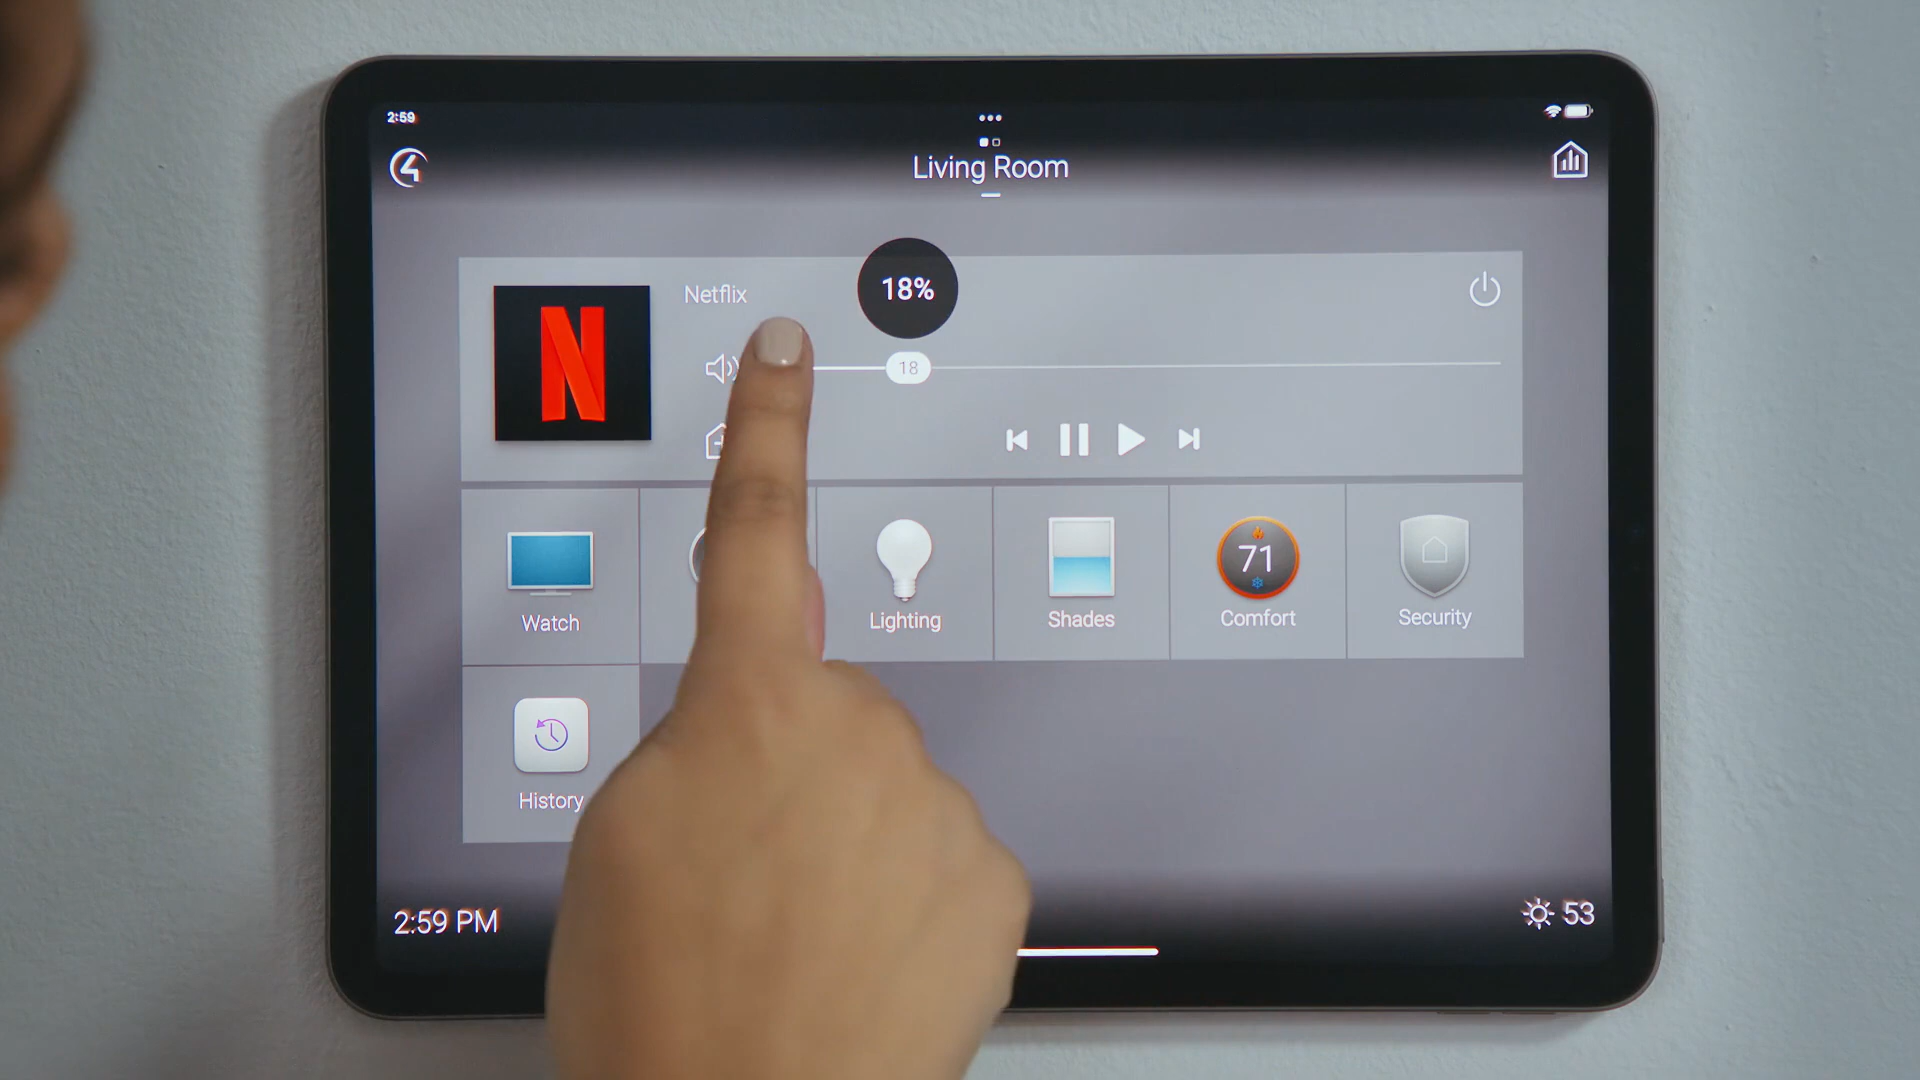 2:59
Living Room
Netflix
18%
18
Watch
Lighting
Shades
71
Comfort
Security
History
2:59 PM
53